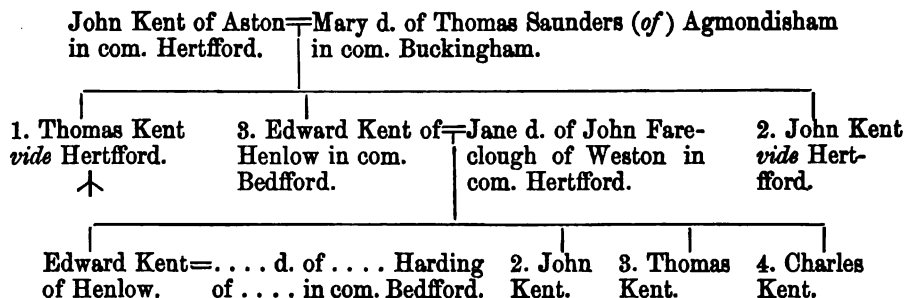 John Kent of Aston=Mary d. of Thomas Saunders (of) Agmondisham
in com. Hertfford. in com. Buckingham.
1. Thomas Kent
vide Hertfford.
3. Edward Kent of=Jane d. of John Fare-
Henlow in com. clough of Weston in
Bedfford. com. Hertfford.
2. John Kent
vide Hert-
fford.
Edward Kent=.... d. of .... Harding
of Henlow. of .... in com. Bedfford.
2. John
Kent.
3. Thomas
Kent.
4. Charles
Kent.